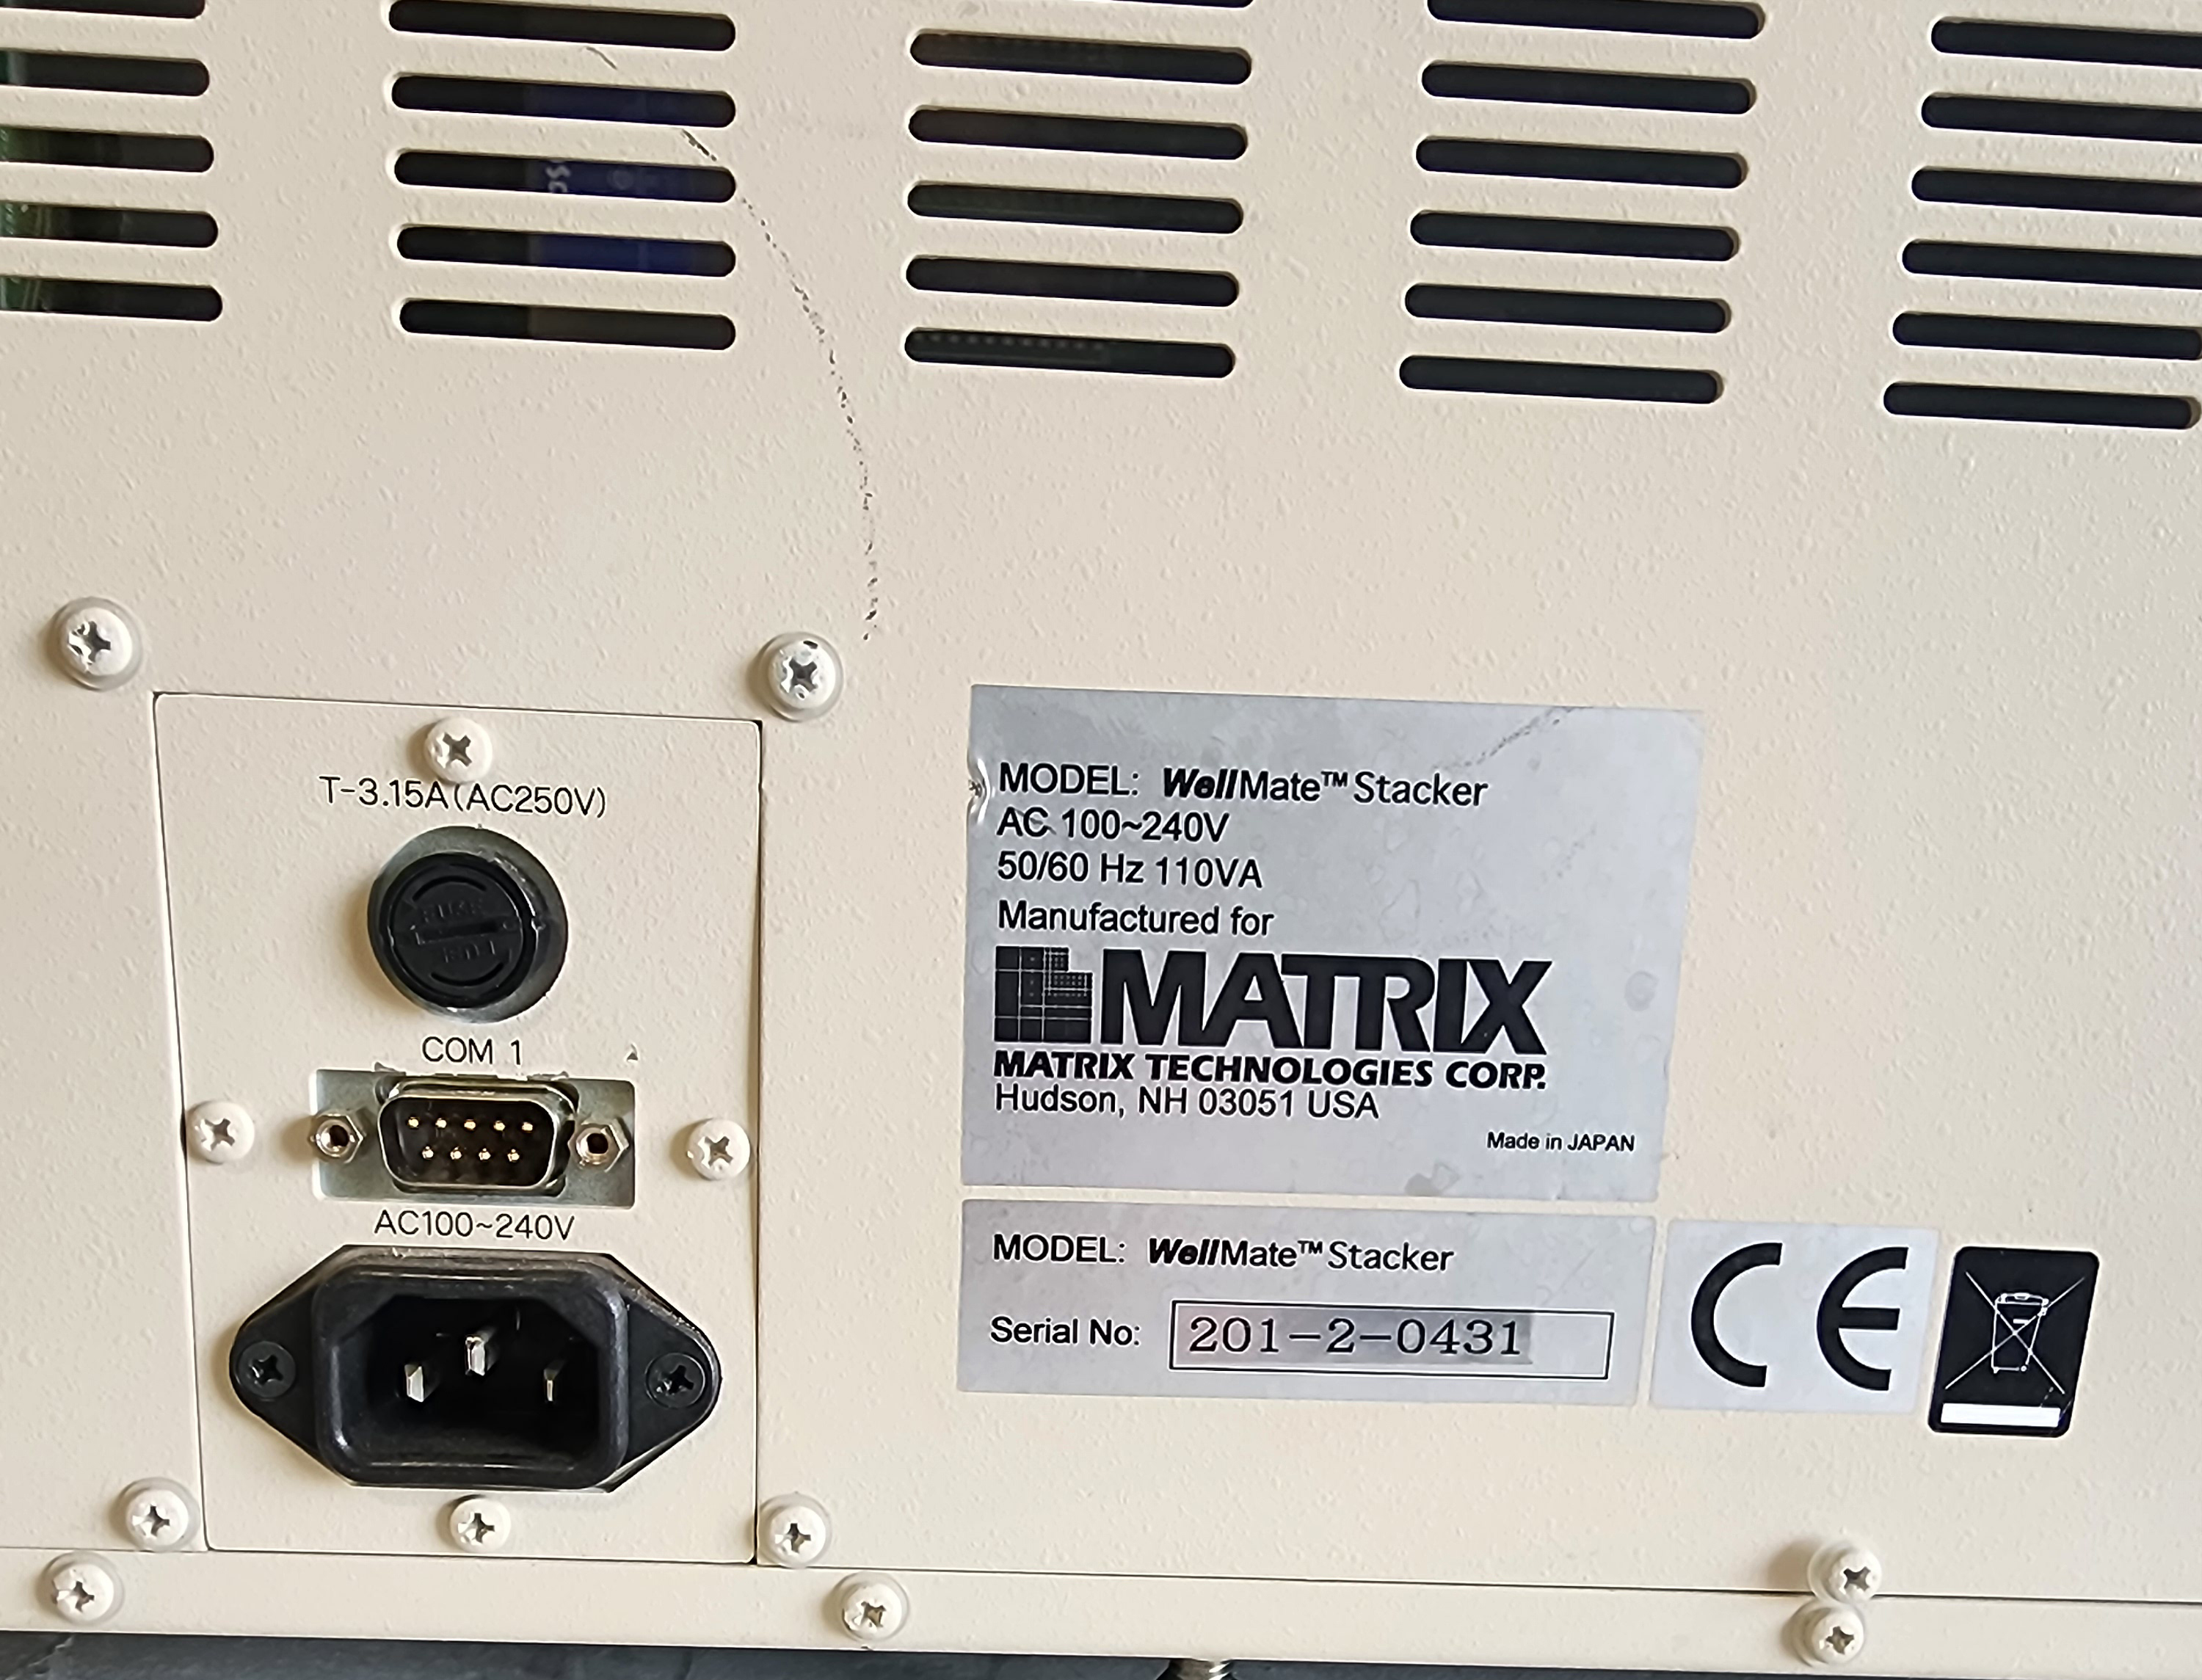 T-3.15A(AC250V)
FUSE
COM 1
AC100~240V
MODEL: WellMate™ Stacker
AC 100~240V
50/60 Hz 110VA
Manufactured for
MATRIX
MATRIX TECHNOLOGIES CORP.
Hudson, NH 03051 USA
Made in JAPAN
MODEL: WellMate™ Stacker
Serial No: 201-2-0431
CE